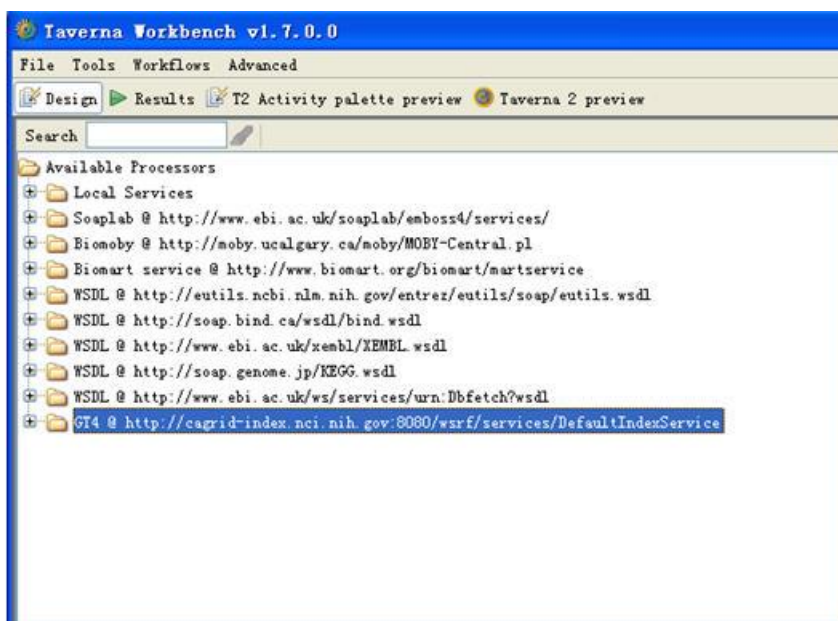 Taverna Workbench v1.7.0.0
File Tools Workflows Advanced
Design Results T2 Activity palette preview Taverna 2 preview
Search
Available Processors
Local Services
Soaplab @ http://www.ebi.ac.uk/soaplab/emboss4/services/
Biomoby @ http://moby.ucalgary.ca/moby/MOBY-Central.pl
Biomart service @ http://www.biomart.org/biomart/martservice
WSDL @ http://eutils.ncbi.nlm.nih.gov/entrez/eutils/soap/eutils.wsdl
WSDL @ http://soap.bind.ca/wsdl/bind.wsdl
WSDL @ http://www.ebi.ac.uk/xembl/XEMBL.wsdl
WSDL @ http://soap.genome.jp/KEGG.wsdl
WSDL @ http://www.ebi.ac.uk/ws/services/urn:Dbfetch?wsdl
GT4 @ http://cagrid-index.nci.nih.gov:8080/wsrf/services/DefaultIndexService